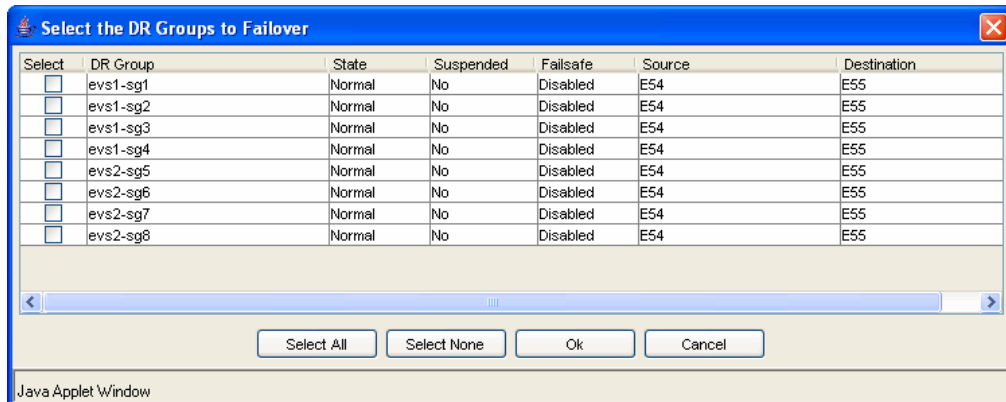 Select the DR Groups to Failover
Select DR Group State Suspended Failsafe Source Destination
evs1-sg1 Normal No Disabled E54 E55
evs1-sg2 Normal No Disabled E54 E55
evs1-sg3 Normal No Disabled E54 E55
evs1-sg4 Normal No Disabled E54 E55
evs2-sg5 Normal No Disabled E54 E55
evs2-sg6 Normal No Disabled E54 E55
evs2-sg7 Normal No Disabled E54 E55
evs2-sg8 Normal No Disabled E54 E55
Select All Select None Ok Cancel
Java Applet Window